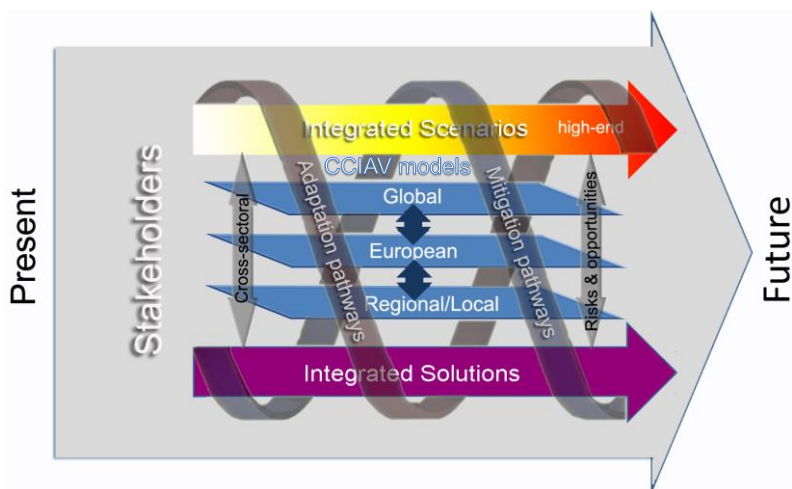 Present
Stakeholders
Integrated Scenarios
high-end
CCIAV models
Global
European
Regional/Local
Cross-sectoral
Adaptation pathways
Mitigation pathways
Risks & opportunities
Integrated Solutions
Future